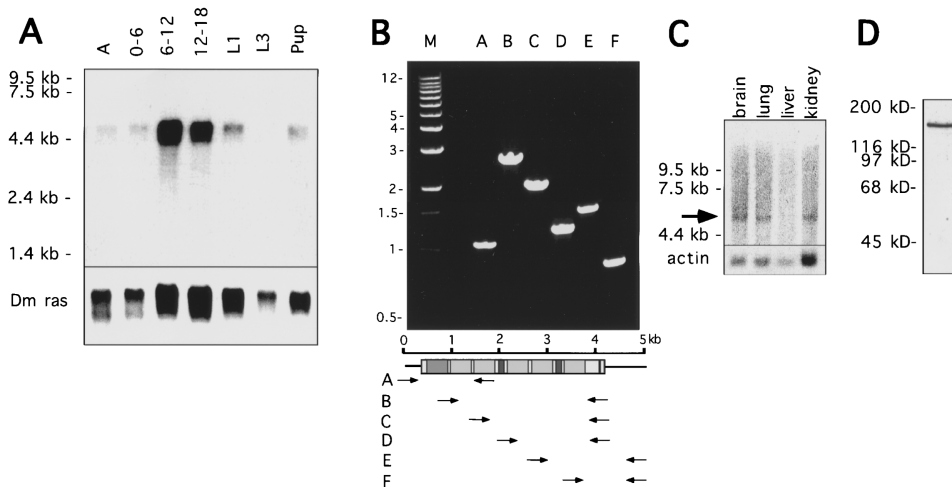 A
A 0-6 6-12 12-18 L1 L3 Pup
9.5 kb -
7.5 kb -
4.4 kb -
2.4 kb -
1.4 kb -
Dm ras
B
M A B C D E F
12-
5-
4-
3-
2-
1.5-
1-
0.5-
0 1 2 3 4 5 kb
A
B
C
D
E
F
C
brain lung liver kidney
9.5 kb -
7.5 kb -
4.4 kb -
actin
D
200 kD-
116 kD-
97 kD-
68 kD-
45 kD-